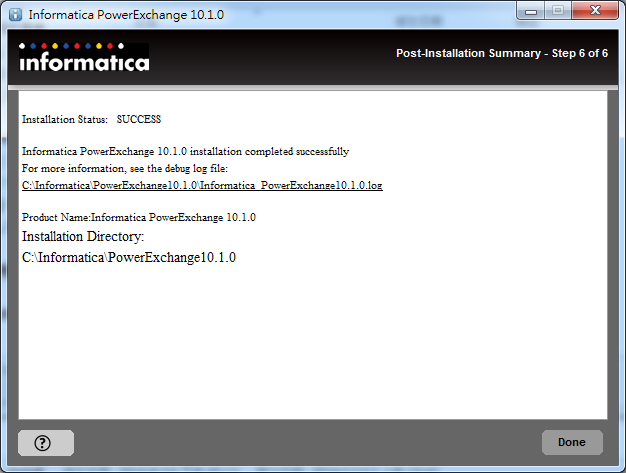 Informatica PowerExchange 10.1.0
informatica
Post-Installation Summary - Step 6 of 6
Installation Status: SUCCESS
Informatica PowerExchange 10.1.0 installation completed successfully
For more information, see the debug log file:
C:\Informatica\PowerExchange10.1.0\Informatica_PowerExchange10.1.0.log
Product Name:Informatica PowerExchange 10.1.0
Installation Directory:
C:\Informatica\PowerExchange10.1.0
?
Done